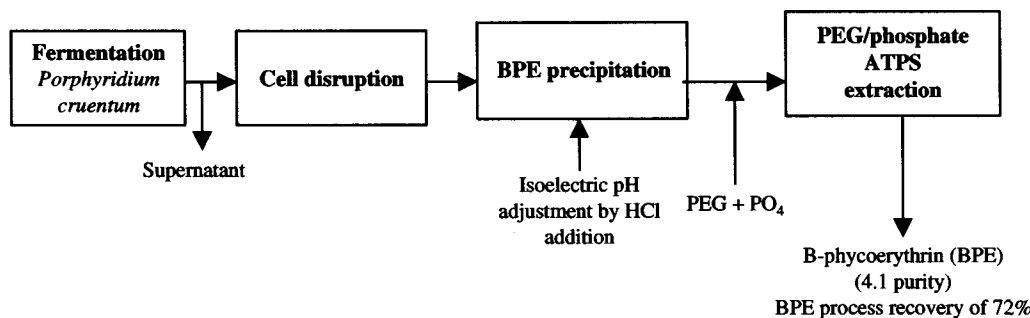 Fermentation
Porphyridium
cruentum
Supernatant
Cell disruption
BPE precipitation
Isoelectric pH
adjustment by HCl
addition
PEG + PO4
PEG/phosphate
ATPS
extraction
B-phycoerythrin (BPE)
(4.1 purity)
BPE process recovery of 72%